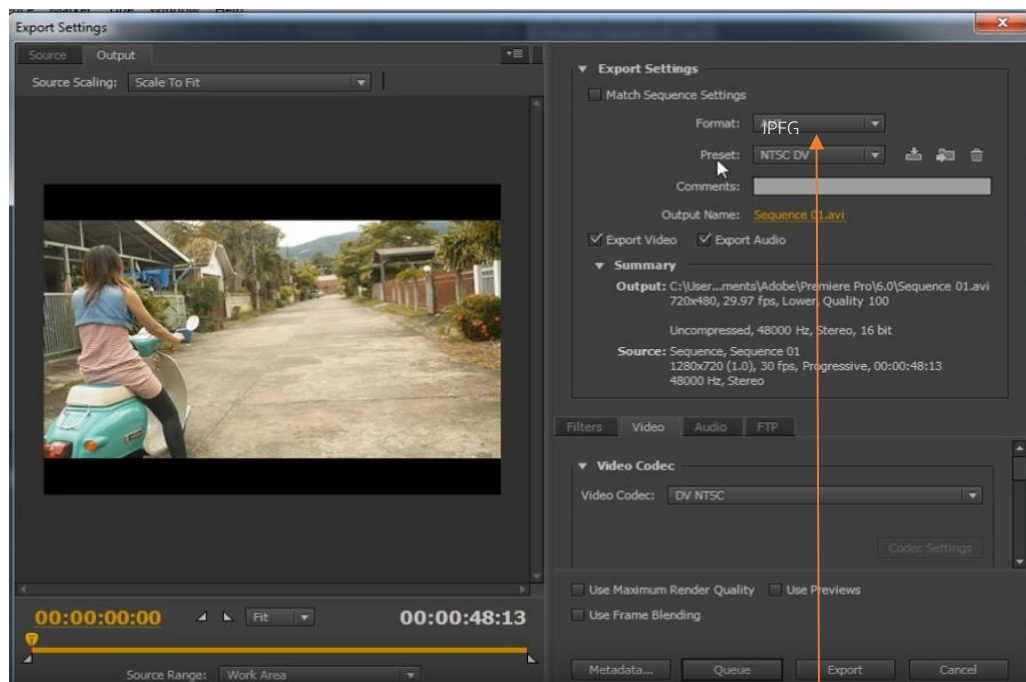 Export Settings
Source Output
Source Scaling: Scale To Fit
00:00:00:00 Fit 00:00:48:13
Source Range: Work Area
Export Settings
Match Sequence Settings
Format: JPEG
Preset: NTSC DV
Comments:
Output Name: Sequence 01.avi
Export Video Export Audio
Summary
Output: C:\User...ments\Adobe\Premiere Pro\6.0\Sequence 01.avi
720x480, 29.97 fps, Lower, Quality 100
Uncompressed, 48000 Hz, Stereo, 16 bit
Source: Sequence, Sequence 01
1280x720 (1.0), 30 fps, Progressive, 00:00:48:13
48000 Hz, Stereo
Filters Video Audio FTP
Video Codec
Video Codec: DV NTSC
Codec Settings
Use Maximum Render Quality Use Previews
Use Frame Blending
Metadata... Queue Export Cancel